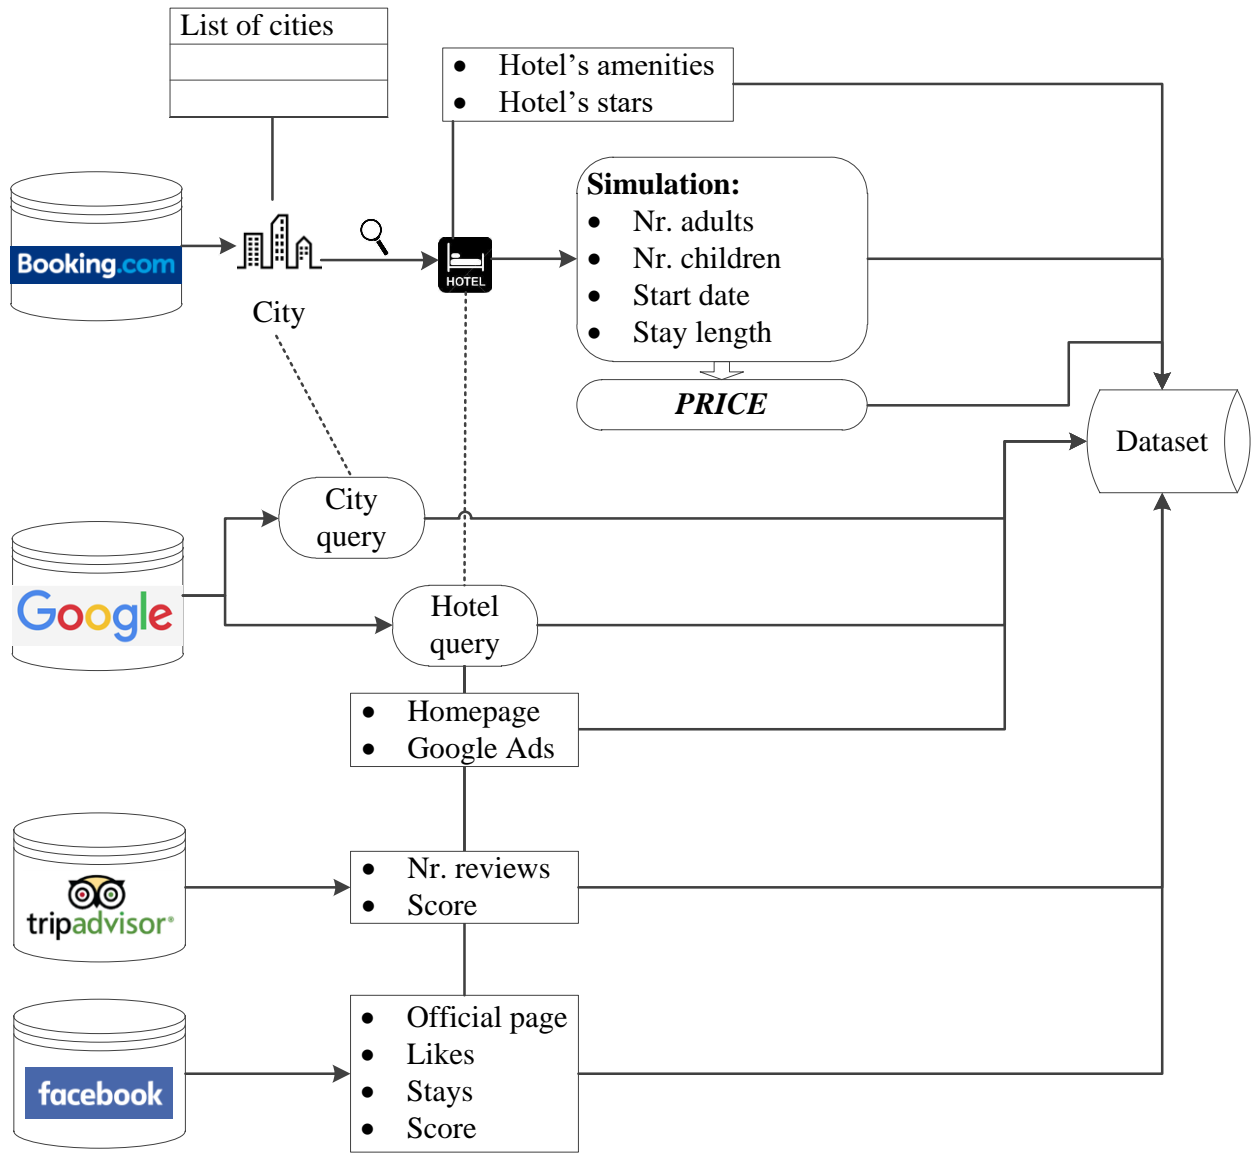 List of cities
• Hotel’s amenities
• Hotel’s stars
Booking.com
City
HOTEL
Simulation:
• Nr. adults
• Nr. children
• Start date
• Stay length
PRICE
Dataset
Google
City
query
Hotel
query
• Homepage
• Google Ads
tripadvisor®
• Nr. reviews
• Score
facebook
• Official page
• Likes
• Stays
• Score